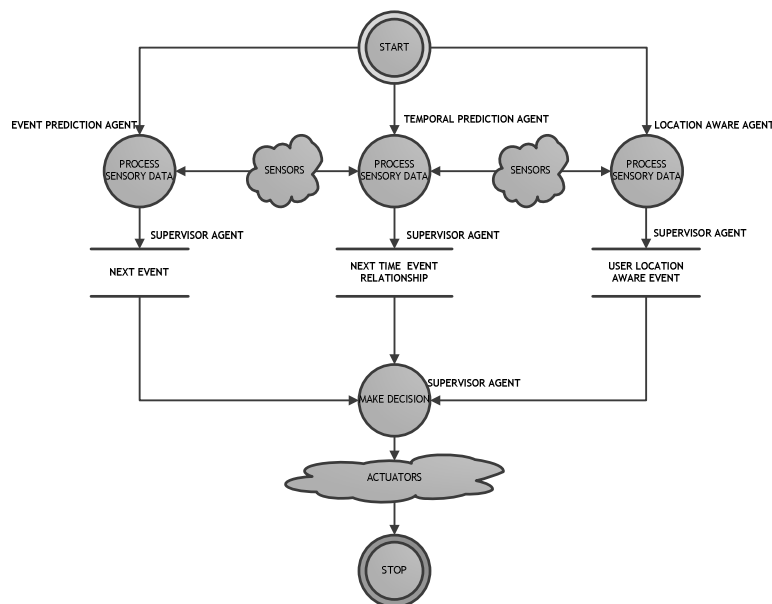 START
EVENT PREDICTION AGENT
TEMPORAL PREDICTION AGENT
LOCATION AWARE AGENT
PROCESS
SENSORY DATA
SENSORS
PROCESS
SENSORY DATA
SENSORS
PROCESS
SENSORY DATA
SUPERVISOR AGENT
SUPERVISOR AGENT
SUPERVISOR AGENT
NEXT EVENT
NEXT TIME EVENT
RELATIONSHIP
USER LOCATION
AWARE EVENT
SUPERVISOR AGENT
MAKE DECISION
ACTUATORS
STOP